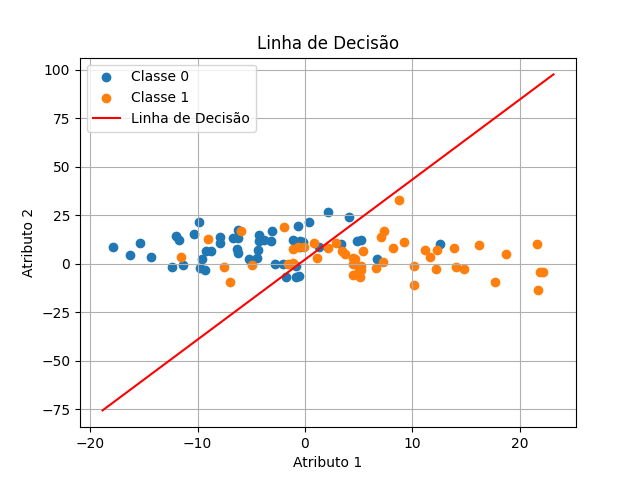 Linha de Decisão
Classe 0
Classe 1
Linha de Decisão
100
75
50
25
0
−25
−50
−75
Atributo 2
−20
−10
0
10
20
Atributo 1